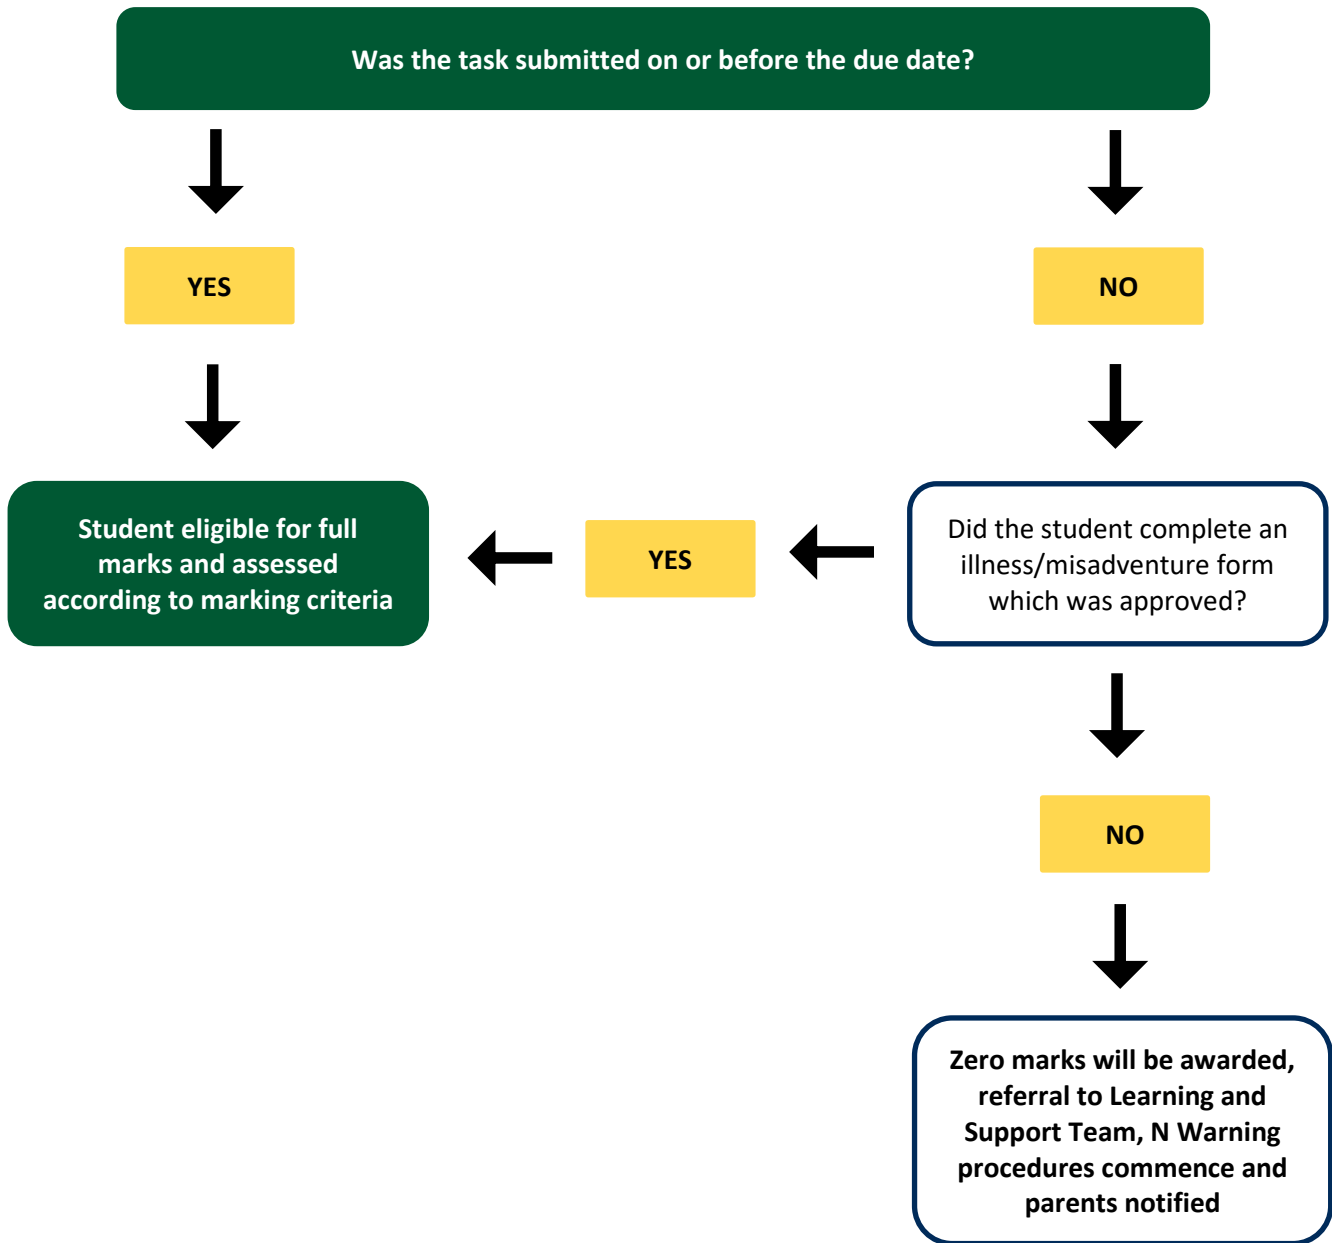 Was the task submitted on or before the due date?
YES
NO
Student eligible for full
marks and assessed
according to marking criteria
YES
Did the student complete an
illness/misadventure form
which was approved?
NO
Zero marks will be awarded,
referral to Learning and
Support Team, N Warning
procedures commence and
parents notified